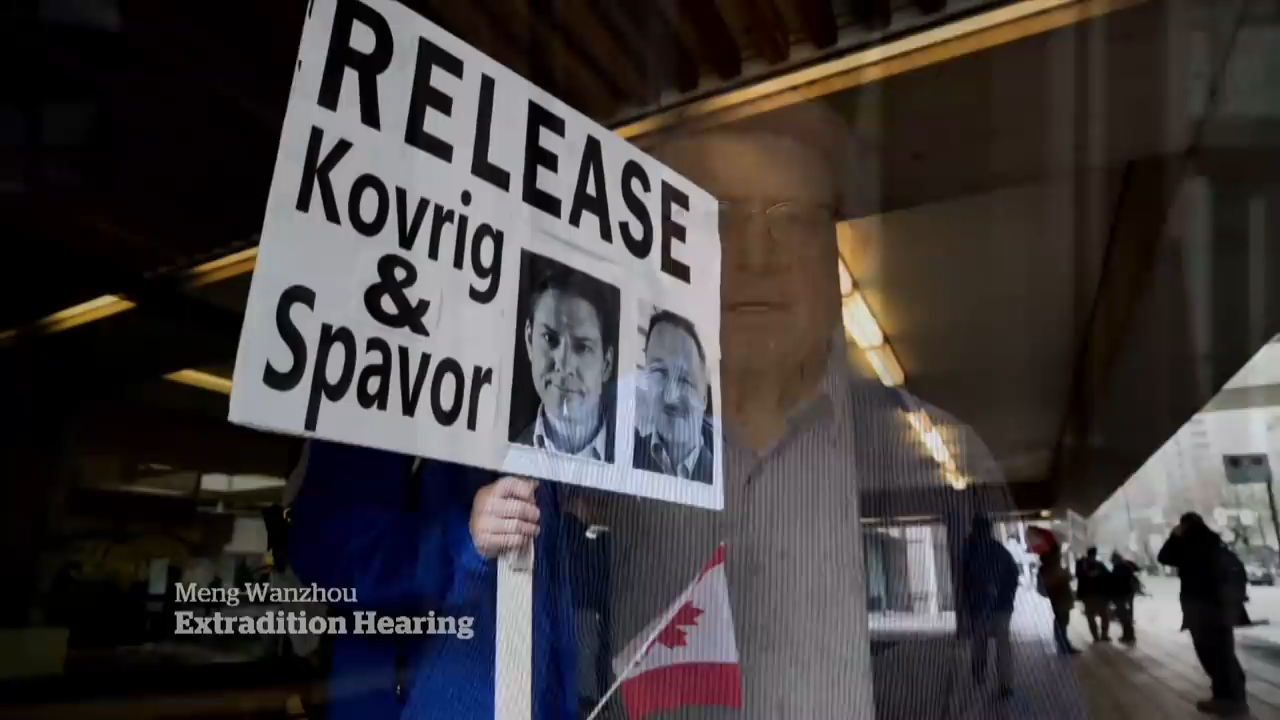 RELEASE
Kovrig
&
Spavor
Meng Wanzhou
Extradition Hearing